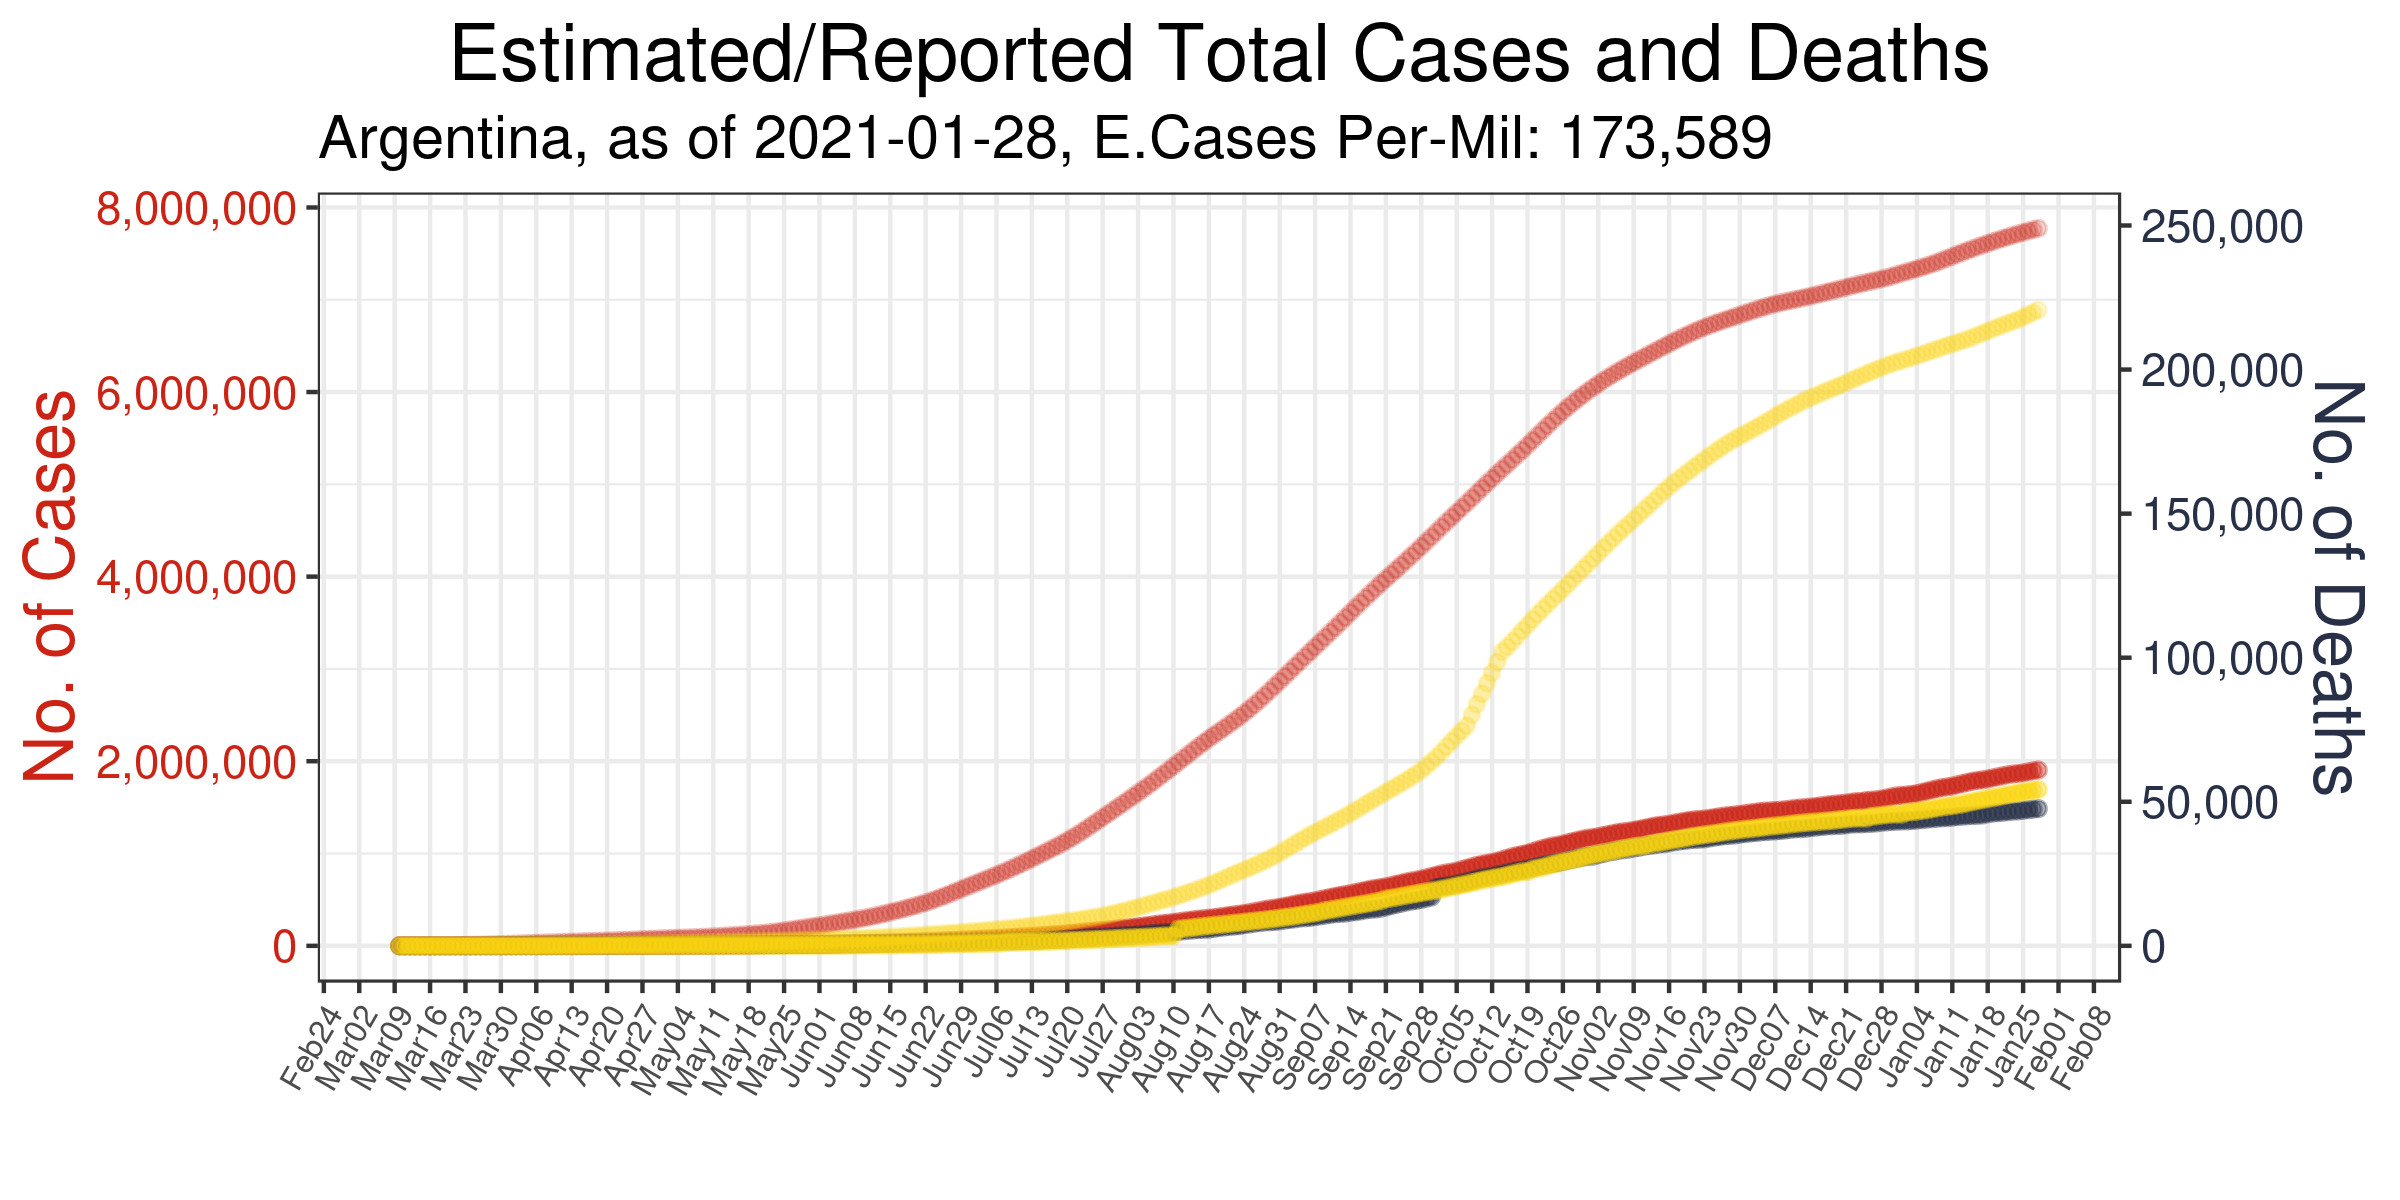 Estimated/Reported Total Cases and Deaths
Argentina, as of 2021-01-28, E.Cases Per-Mil: 173,589
No. of Cases
8,000,000
6,000,000
4,000,000
2,000,000
0
250,000
200,000
150,000
100,000
50,000
0
No. of Deaths
Feb24
Mar02
Mar09
Mar16
Mar23
Mar30
Apr06
Apr13
Apr20
Apr27
May04
May11
May18
May25
Jun01
Jun08
Jun15
Jun22
Jun29
Jul06
Jul13
Jul20
Jul27
Aug03
Aug10
Aug17
Aug24
Aug31
Sep07
Sep14
Sep21
Sep28
Oct05
Oct12
Oct19
Oct26
Nov02
Nov09
Nov16
Nov23
Nov30
Dec07
Dec14
Dec21
Dec28
Jan04
Jan11
Jan18
Jan25
Feb01
Feb08